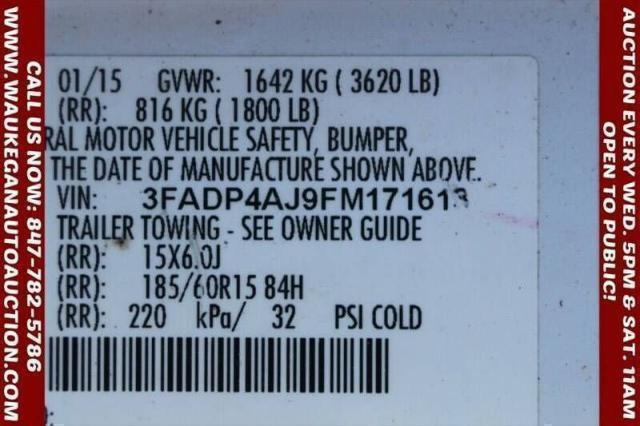 WWW.WAUKEGANAUTOAUCTION.COM
CALL US NOW: 847-782-5786
01/15 GVWR: 1642 KG ( 3620 LB)
(RR): 816 KG ( 1800 LB)
RAL MOTOR VEHICLE SAFETY, BUMPER,
THE DATE OF MANUFACTURE SHOWN ABOVE.
VIN: 3FADP4AJ9FM171613
TRAILER TOWING - SEE OWNER GUIDE
(RR): 15X6.0J
(RR): 185/60R15 84H
(RR): 220 kPa/ 32 PSI COLD
AUCTION EVERY WED. 5PM & SAT. 11AM
OPEN TO PUBLIC!